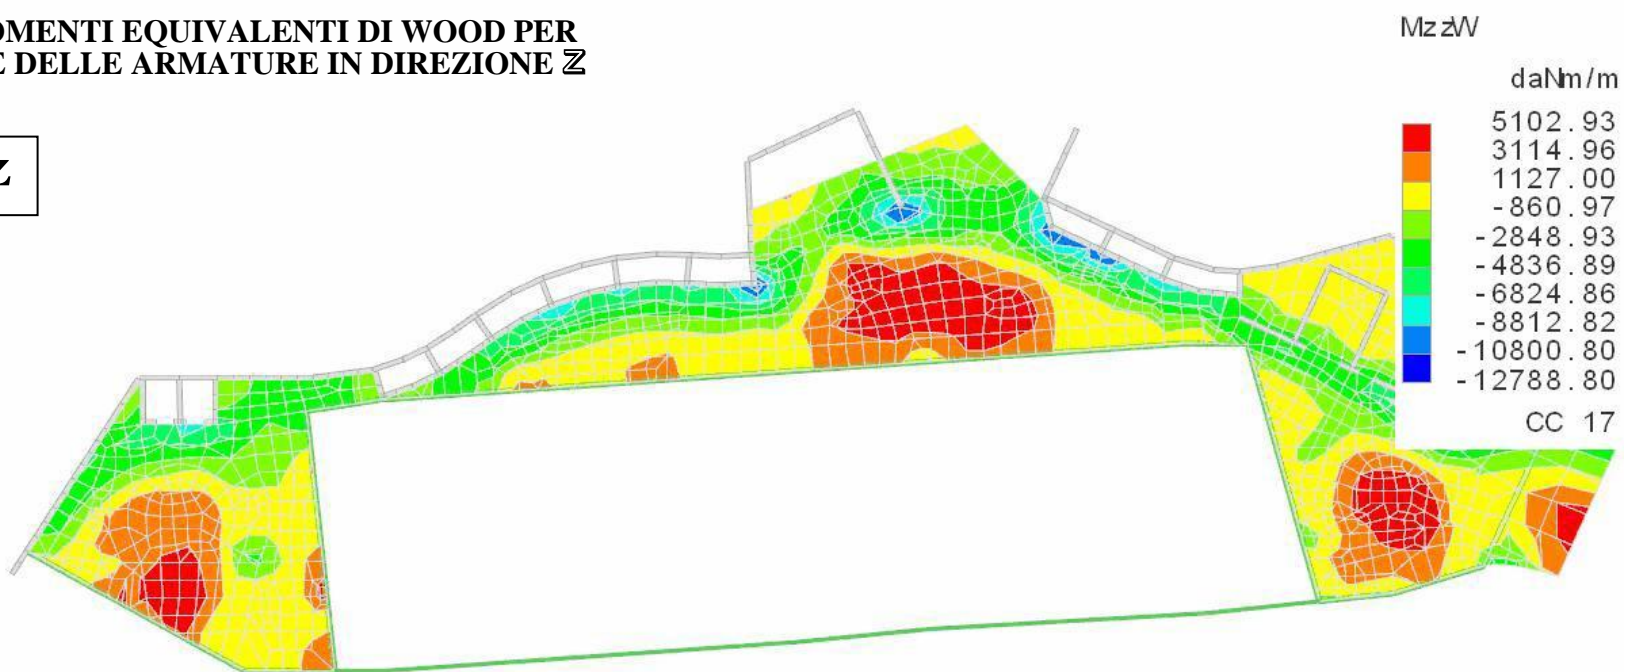 OMENTI EQUIVALENTI DI WOOD PER
E DELLE ARMATURE IN DIREZIONE Z
Z
MzzW
daNm/m
5102.93
3114.96
1127.00
-860.97
-2848.93
-4836.89
-6824.86
-8812.82
-10800.80
-12788.80
CC 17